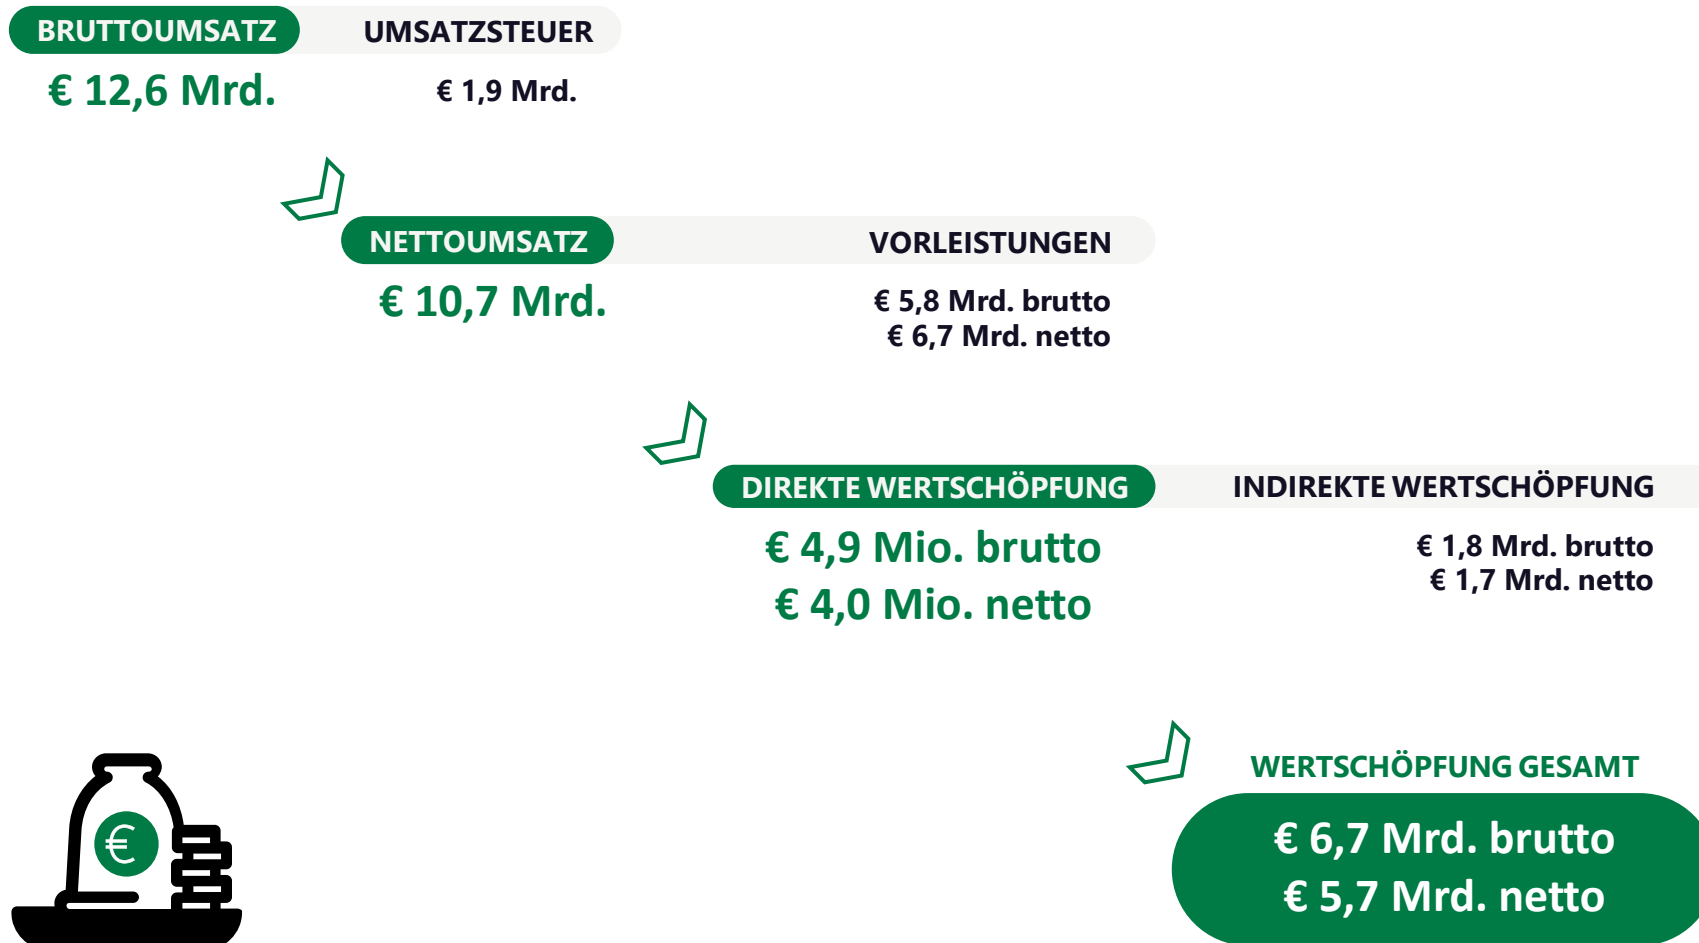 BRUTTOUMSATZ UMSATZSTEUER
€ 12,6 Mrd. € 1,9 Mrd.
NETTOUMSATZ VORLEISTUNGEN
€ 10,7 Mrd. € 5,8 Mrd. brutto
€ 6,7 Mrd. netto
DIREKTE WERTSCHÖPFUNG INDIREKTE WERTSCHÖPFUNG
€ 4,9 Mio. brutto € 1,8 Mrd. brutto
€ 4,0 Mio. netto € 1,7 Mrd. netto
WERTSCHÖPFUNG GESAMT
€ 6,7 Mrd. brutto
€ 5,7 Mrd. netto
€